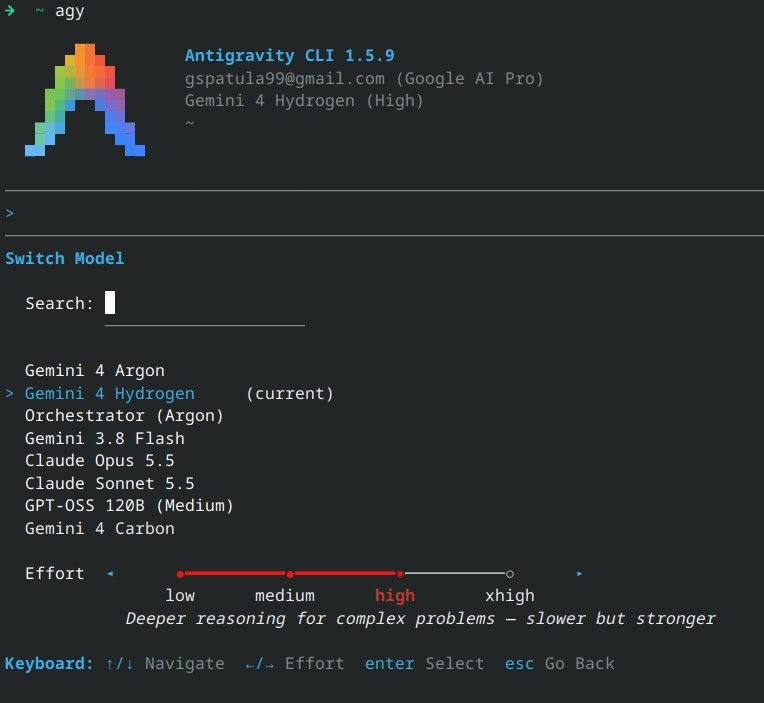 → ~ agy
Antigravity CLI 1.5.9
gspatula99@gmail.com (Google AI Pro)
Gemini 4 Hydrogen (High)
~
>
Switch Model
Search:
Gemini 4 Argon
> Gemini 4 Hydrogen (current)
Orchestrator (Argon)
Gemini 3.8 Flash
Claude Opus 5.5
Claude Sonnet 5.5
GPT-OSS 120B (Medium)
Gemini 4 Carbon
Effort ◂ ▸
low medium high xhigh
Deeper reasoning for complex problems — slower but stronger
Keyboard: ↑/↓ Navigate ←/→ Effort enter Select esc Go Back